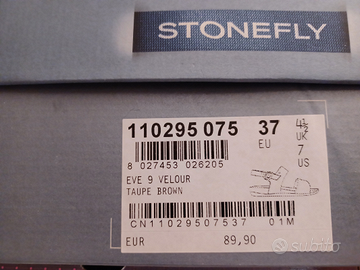 STONEFLY
110295 075 37 4½
EU UK
7
US
8 027453 026205
EVE 9 VELOUR
TAUPE BROWN
CN11029507537 01M
EUR 89,90
subito